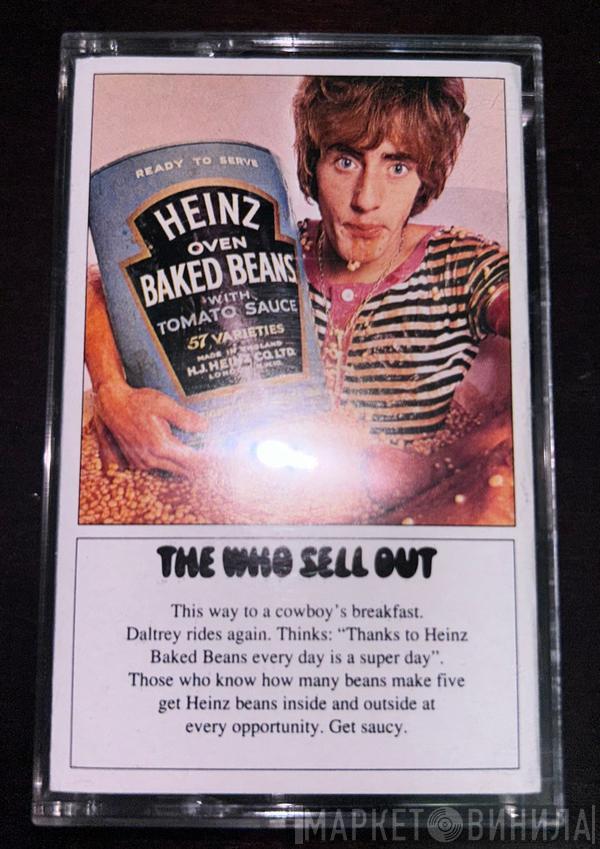 READY TO SERVE
HEINZ
OVEN
BAKED BEANS
WITH
TOMATO SAUCE
57 VARIETIES
MADE IN ENGLAND
H.J. HEINZ CO. LTD.
THE WHO SELL OUT
This way to a cowboy's breakfast.
Daltrey rides again. Thinks: “Thanks to Heinz
Baked Beans every day is a super day”.
Those who know how many beans make five
get Heinz beans inside and outside at
every opportunity. Get saucy.
МАРКЕТ ВИНИЛА